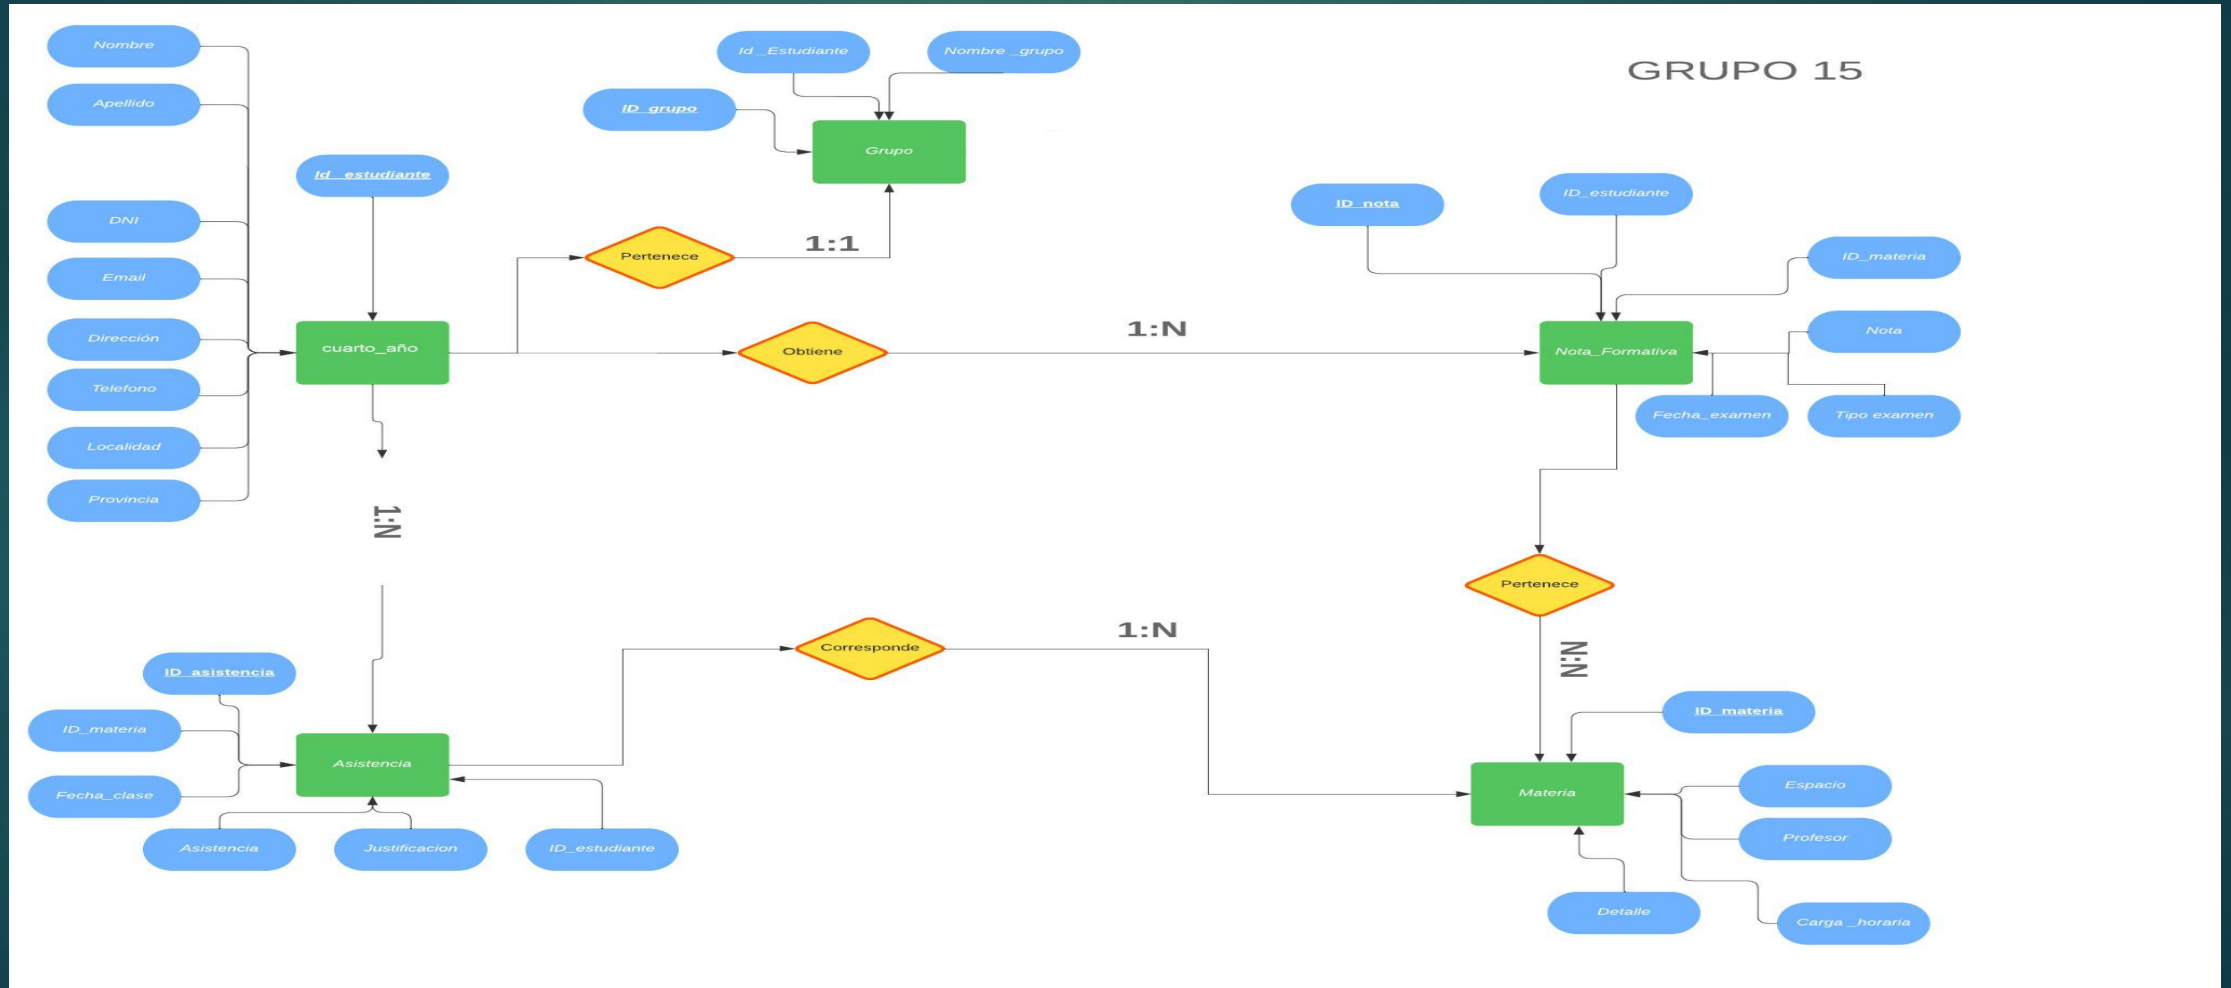 GRUPO 15
Nombre
Apellido
DNI
Email
Dirección
Telefono
Localidad
Provincia
Id_estudiante
cuarto_año
Id_Estudiante
Nombre_grupo
ID_grupo
Grupo
Pertenece
1:1
Obtiene
1:N
ID_nota
ID_estudiante
ID_materia
Nota
Nota_Formativa
Fecha_examen
Tipo examen
1:N
Pertenece
N:N
Corresponde
1:N
ID_asistencia
ID_materia
Fecha_clase
Asistencia
Asistencia
Justificacion
ID_estudiante
ID_materia
Materia
Espacio
Profesor
Detalle
Carga_horaria